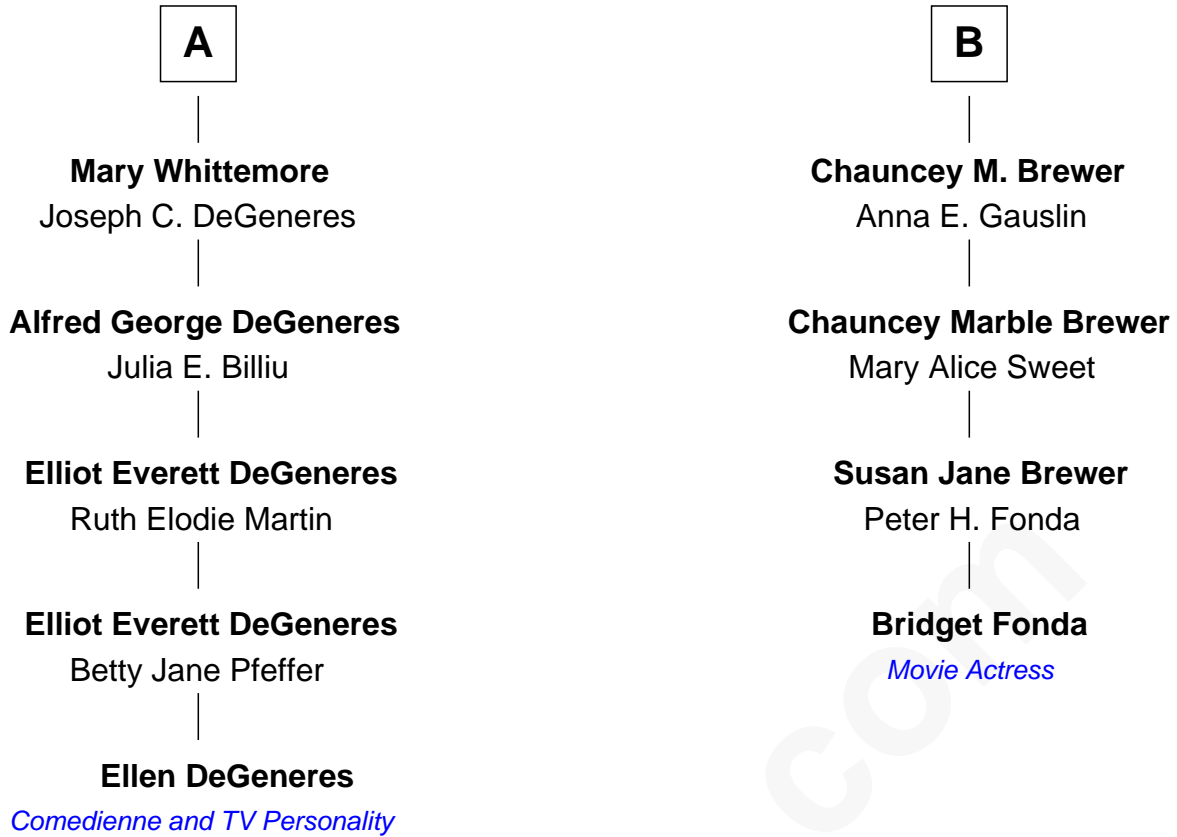 A
Mary Whittemore
Joseph C. DeGeneres
Alfred George DeGeneres
Julia E. Billiu
Elliot Everett DeGeneres
Ruth Elodie Martin
Elliot Everett DeGeneres
Betty Jane Pfeffer
Ellen DeGeneres
Comedienne and TV Personality
B
Chauncey M. Brewer
Anna E. Gauslin
Chauncey Marble Brewer
Mary Alice Sweet
Susan Jane Brewer
Peter H. Fonda
Bridget Fonda
Movie Actress
com